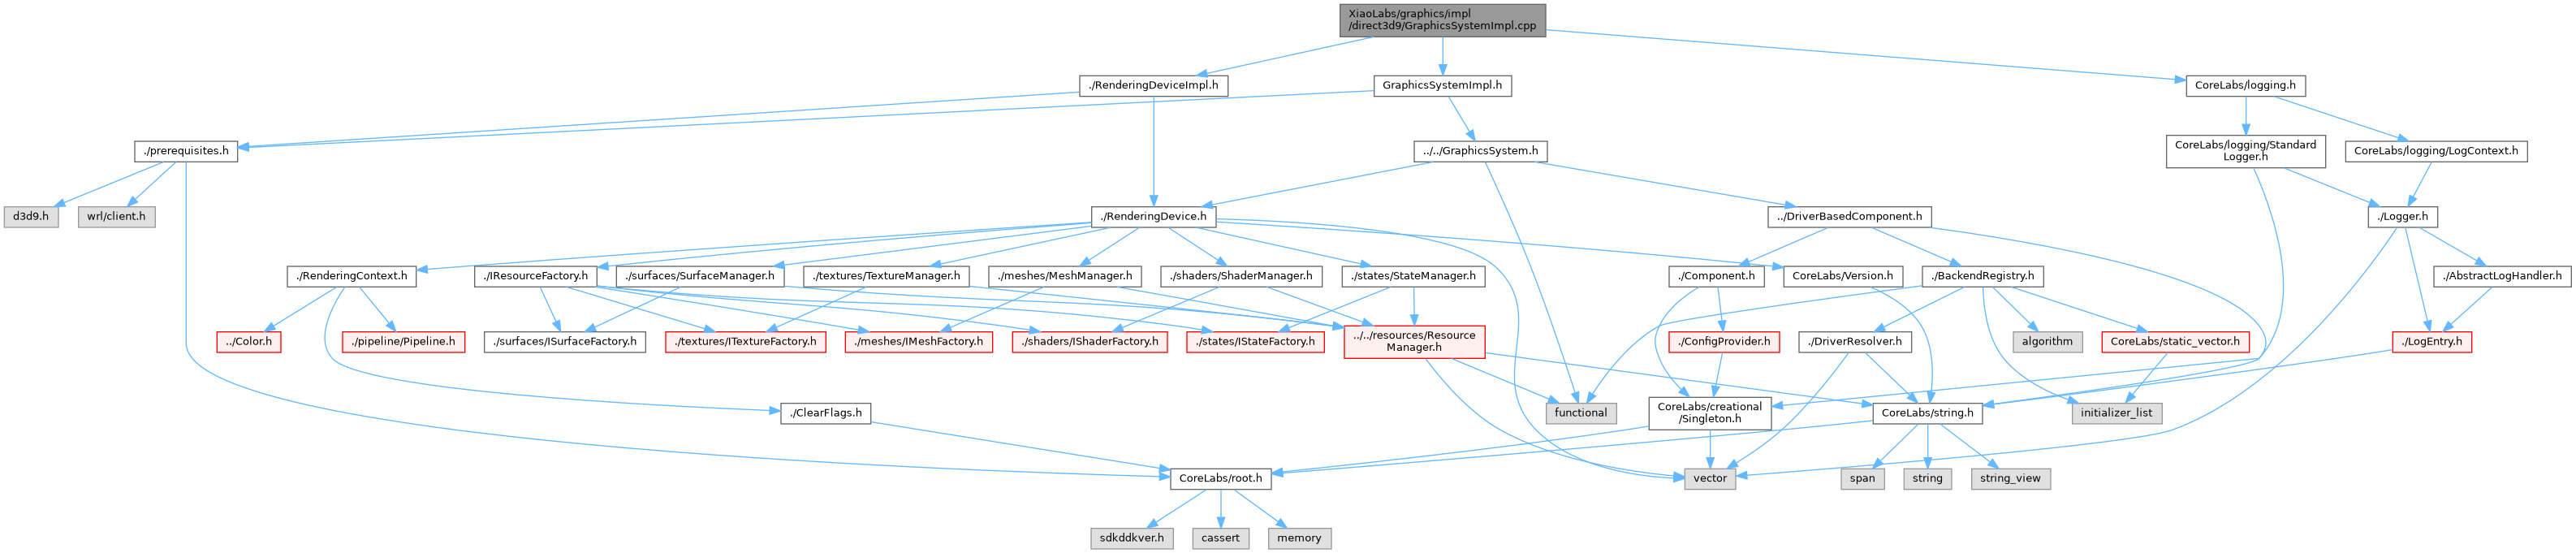 XiaoLabs/graphics/impl
/direct3d9/GraphicsSystemImpl.cpp
./RenderingDeviceImpl.h
GraphicsSystemImpl.h
CoreLabs/logging.h
./prerequisites.h
../../GraphicsSystem.h
CoreLabs/logging/Standard
Logger.h
CoreLabs/logging/LogContext.h
d3d9.h
wrl/client.h
./RenderingDevice.h
../DriverBasedComponent.h
./Logger.h
./RenderingContext.h
./IResourceFactory.h
./surfaces/SurfaceManager.h
./textures/TextureManager.h
./meshes/MeshManager.h
./shaders/ShaderManager.h
./states/StateManager.h
./Component.h
CoreLabs/Version.h
./BackendRegistry.h
./AbstractLogHandler.h
../Color.h
./pipeline/Pipeline.h
./surfaces/ISurfaceFactory.h
./textures/ITextureFactory.h
./meshes/IMeshFactory.h
./shaders/IShaderFactory.h
./states/IStateFactory.h
../../resources/Resource
Manager.h
./ConfigProvider.h
./DriverResolver.h
algorithm
CoreLabs/static_vector.h
./LogEntry.h
./ClearFlags.h
functional
CoreLabs/creational
/Singleton.h
CoreLabs/string.h
initializer_list
CoreLabs/root.h
vector
span
string
string_view
sdkddkver.h
cassert
memory